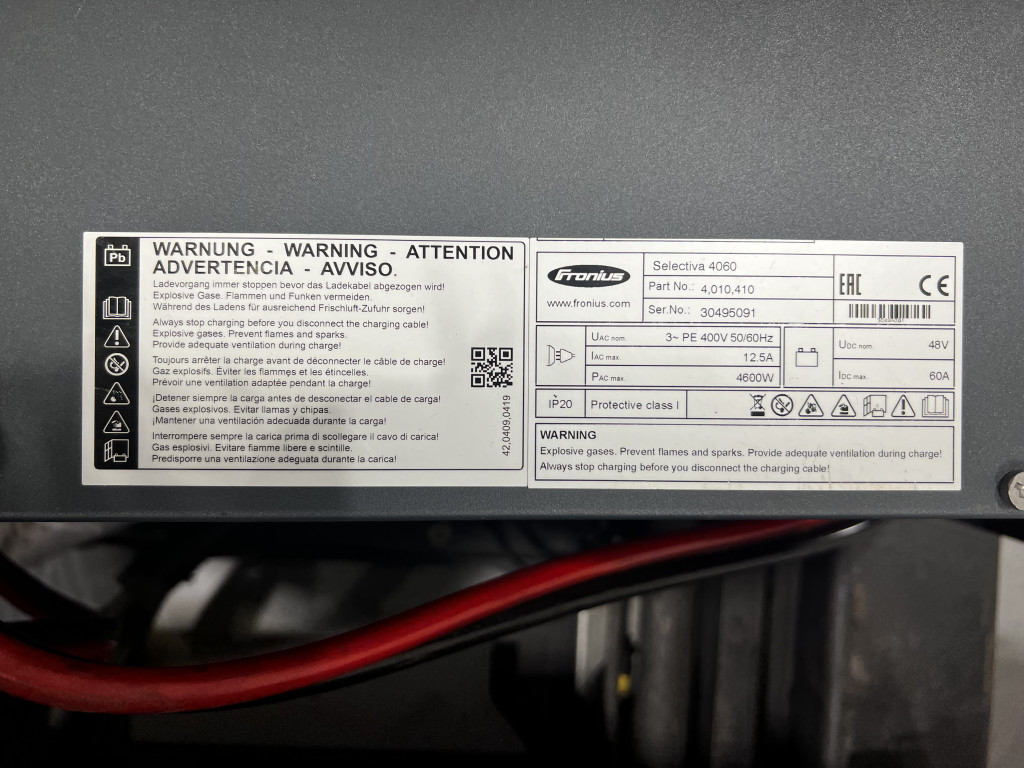 Pb
WARNUNG - WARNING - ATTENTION
ADVERTENCIA - AVVISO.
Ladevorgang immer stoppen bevor das Ladekabel abgezogen wird!
Explosive Gase. Flammen und Funken vermeiden.
Während des Ladens für ausreichend Frischluft-Zufuhr sorgen!
Always stop charging before you disconnect the charging cable!
Explosive gases. Prevent flames and sparks.
Provide adequate ventilation during charge!
Toujours arrêter la charge avant de déconnecter le câble de charge!
Gaz explosifs. Éviter les flammes et les étincelles.
Prévoir une ventilation adaptée pendant la charge!
¡Detener siempre la carga antes de desconectar el cable de carga!
Gases explosivos. Evitar llamas y chipas.
¡Mantener una ventilación adecuada durante la carga!
Interrompere sempre la carica prima di scollegare il cavo di carica!
Gas esplosivi. Evitare fiamme libere e scintille.
Predisporre una ventilazione adeguata durante la carica!
42,0409,0419
Fronius
www.fronius.com
Selectiva 4060
Part No.: 4,010,410
Ser.No.: 30495091
EAC CE
30495091
UAC nom. 3~ PE 400V 50/60Hz
IAC max. 12.5A
PAC max. 4600W
UDC nom. 48V
IDC max. 60A
IP20 Protective class I
WARNING
Explosive gases. Prevent flames and sparks. Provide adequate ventilation during charge!
Always stop charging before you disconnect the charging cable!